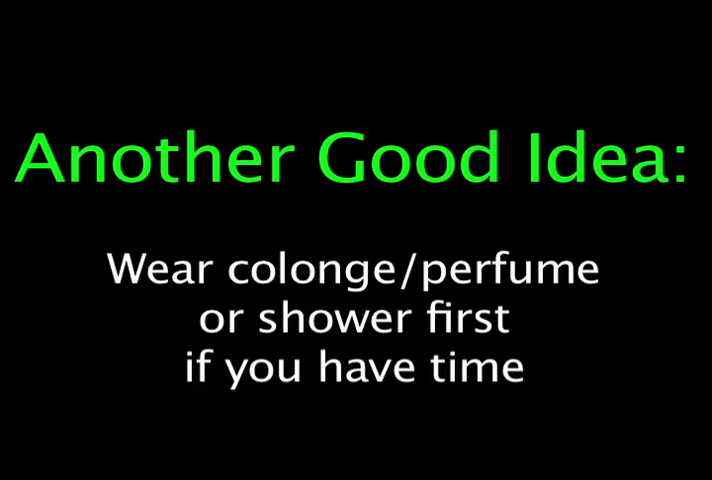 Another Good Idea:
Wear colonge/perfume
or shower first
if you have time